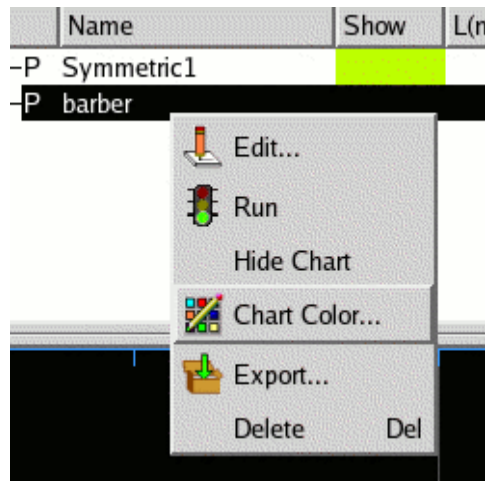 Name Show L(n
P Symmetric1
P barber
Edit...
Run
Hide Chart
Chart Color...
Export...
Delete Del